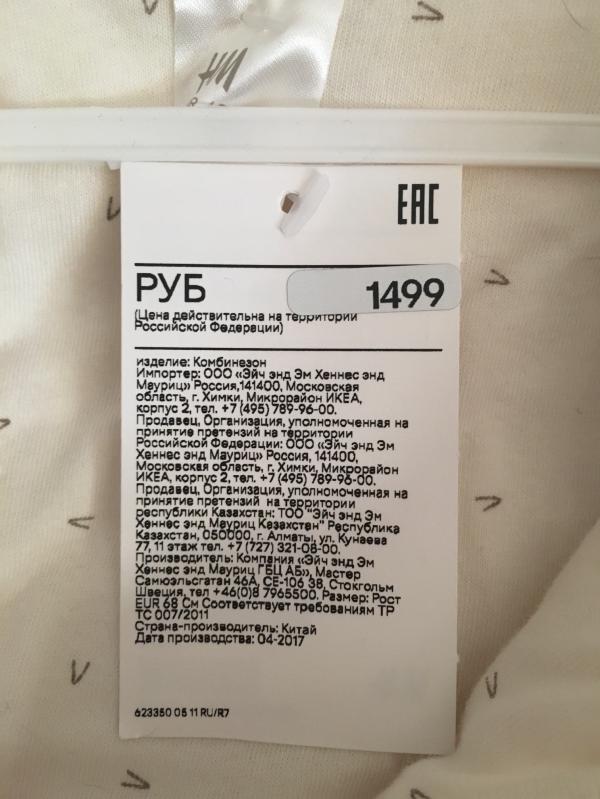 HM
EAC
РУБ 1499
(Цена действительна на территории
Российской Федерации)
изделие: Комбинезон
Импортер: ООО «Эйч энд Эм Хеннес энд
Мауриц» Россия,141400, Московская
область, г. Химки, Микрорайон ИКЕА,
корпус 2, тел. +7 (495) 789-96-00.
Продавец, Организация, уполномоченная на
принятие претензий на территории
Российской Федерации: ООО «Эйч энд Эм
Хеннес энд Мауриц» Россия, 141400,
Московская область, г. Химки, Микрорайон
ИКЕА, корпус 2, тел. +7 (495) 789-96-00.
Продавец, Организация, уполномоченная на
принятие претензий на территории
республики Казахстан: ТОО "Эйч энд Эм
Хеннес энд Мауриц Казахстан" Республика
Казахстан, 050000, г. Алматы, ул. Кунаева
77, 11 этаж тел. +7 (727) 321-08-00.
Производитель: Компания «Эйч энд Эм
Хеннес энд Мауриц ГБЦ АБ», Мастер
Самюэльсгатан 46А, СЕ-106 38, Стокгольм
Швеция, тел +46(0)8 7965500. Размер: Рост
EUR 68 См Соответствует требованиям ТР
ТС 007/2011
Страна-производитель: Китай
Дата производства: 04-2017
623350 05 11 RU/R7